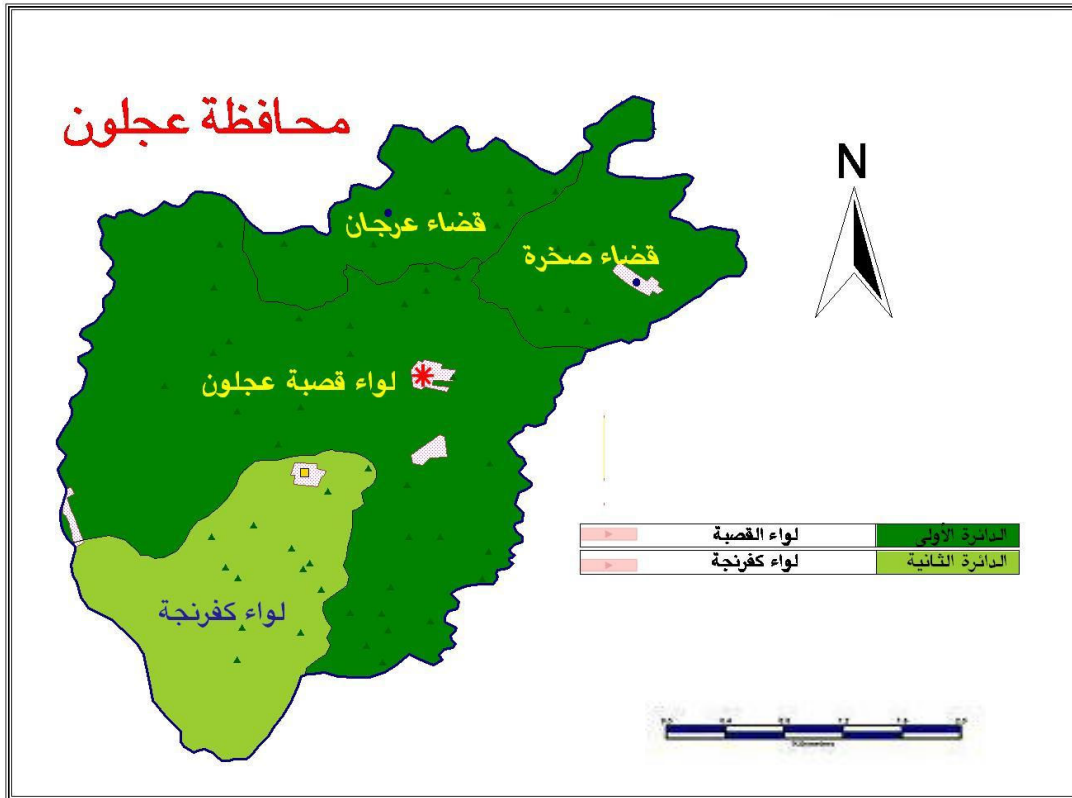 محافظة عجلون
N
قضاء عرجان
قضاء صخرة
لواء قصبة عجلون
لواء كفرنجة
الدائرة الأولى لواء القصبة
الدائرة الثانية لواء كفرنجة